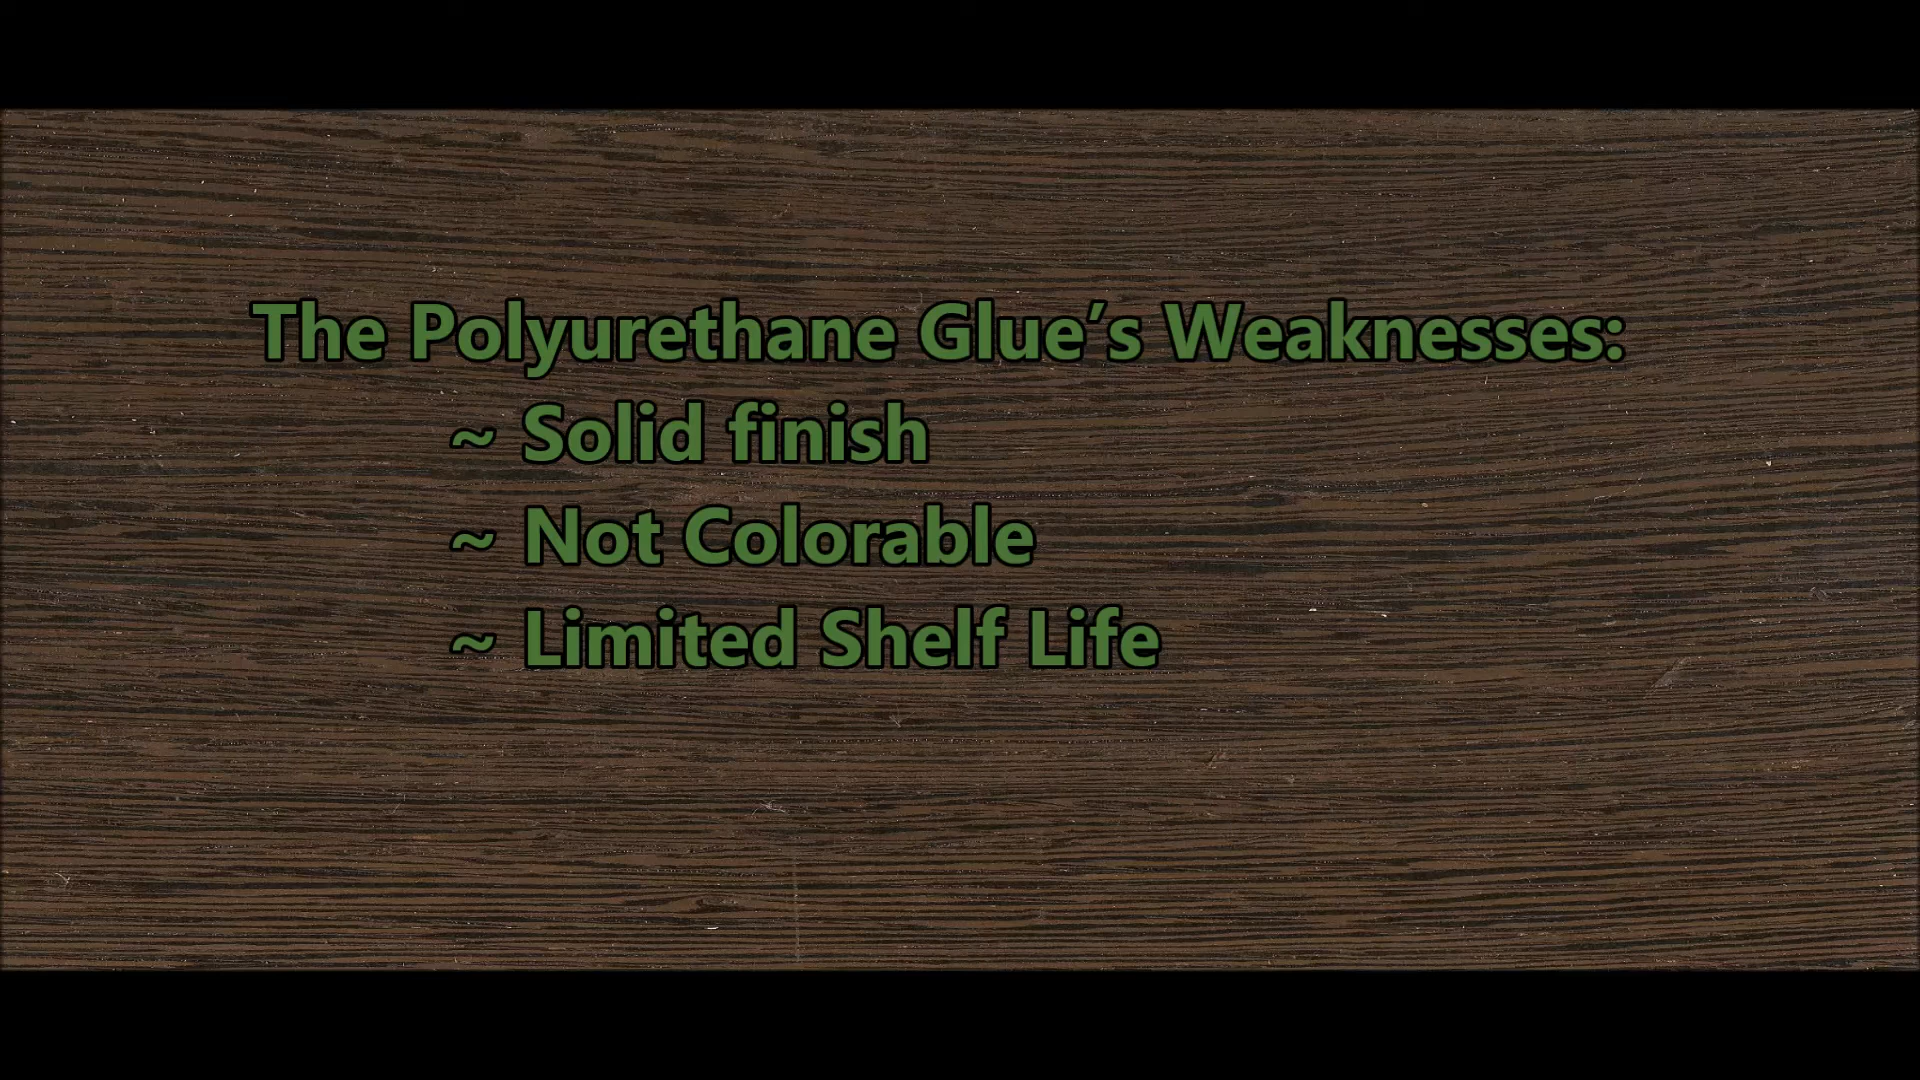 The Polyurethane Glue’s Weaknesses:
~ Solid finish
~ Not Colorable
~ Limited Shelf Life